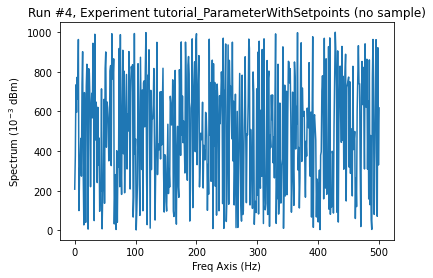 Run #4, Experiment tutorial_ParameterWithSetpoints (no sample)
Spectrum (10⁻³ dBm)
1000
800
600
400
200
0
0 100 200 300 400 500
Freq Axis (Hz)